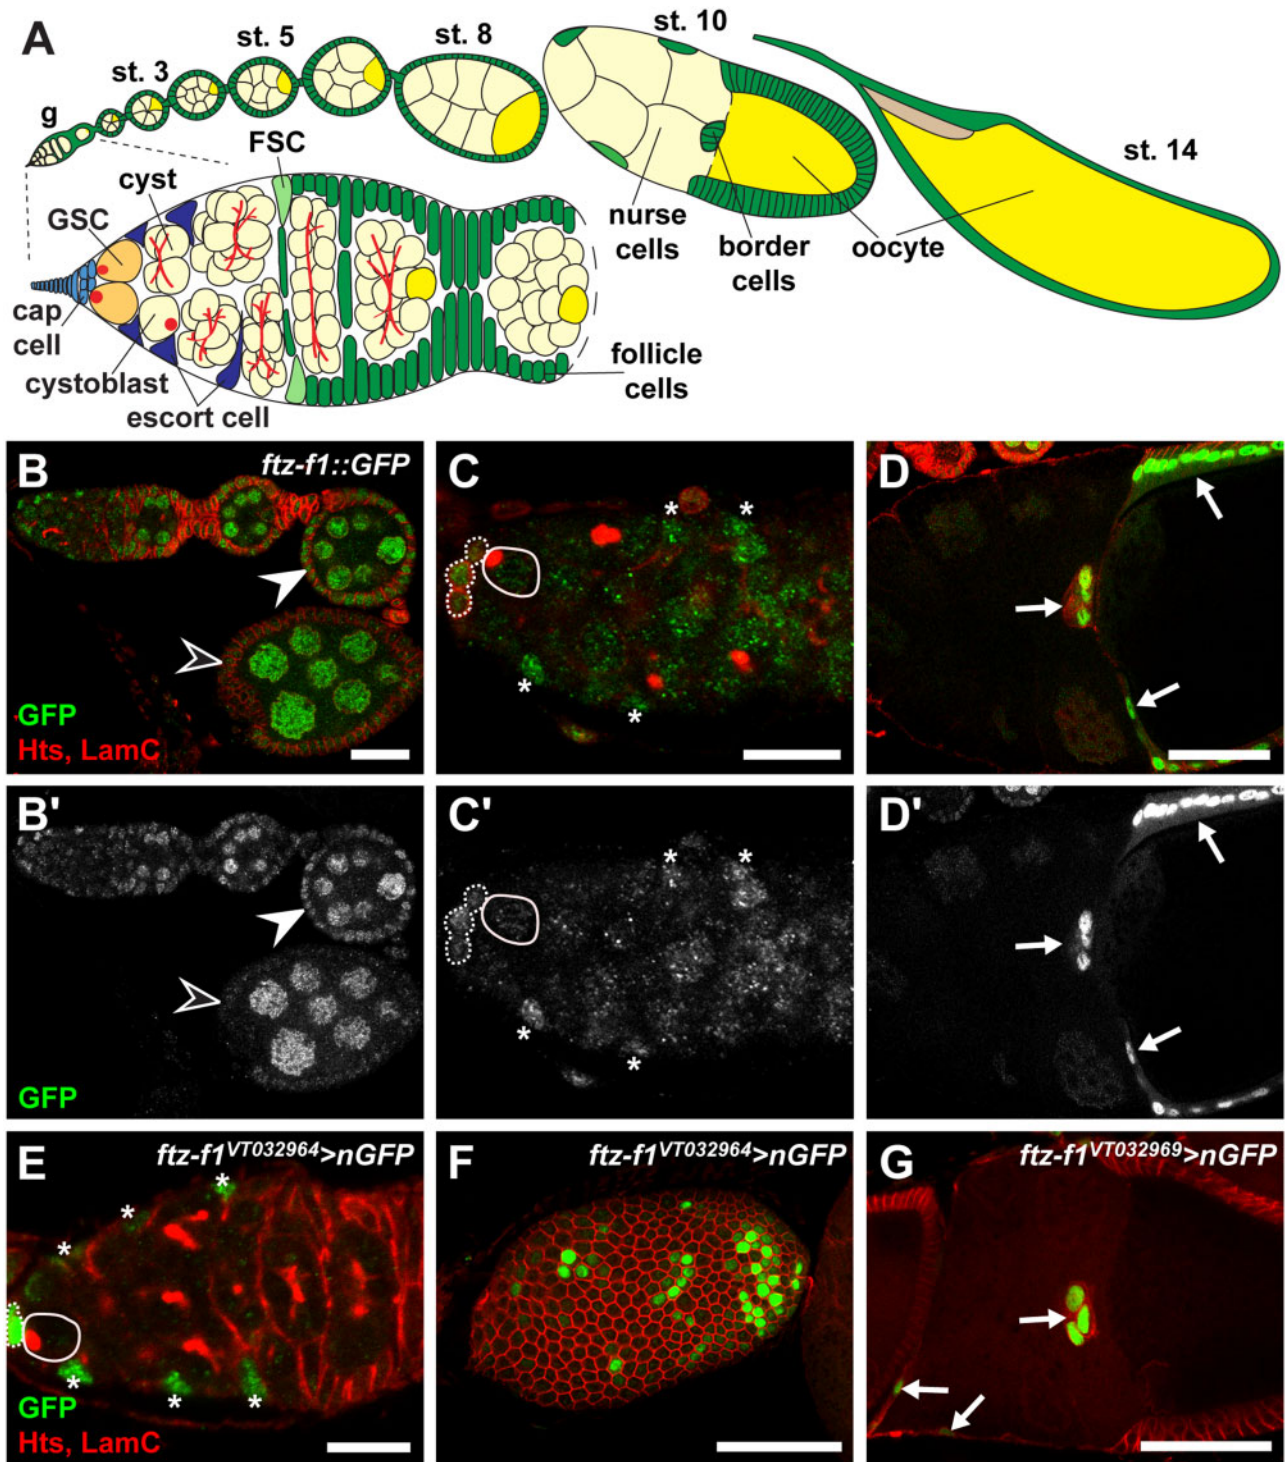 A
st. 3
st. 5
st. 8
st. 10
st. 14
g
FSC
cyst
GSC
cap
cell
cystoblast
escort cell
follicle
cells
nurse
cells
border
cells
oocyte
B
ftz-f1::GFP
GFP
Hts, LamC
C
*
*
*
*
D
B'
GFP
C'
*
*
*
*
D'
E
ftz-f1VT032964>nGFP
*
*
*
*
*
*
GFP
Hts, LamC
F
ftz-f1VT032964>nGFP
G
ftz-f1VT032969>nGFP